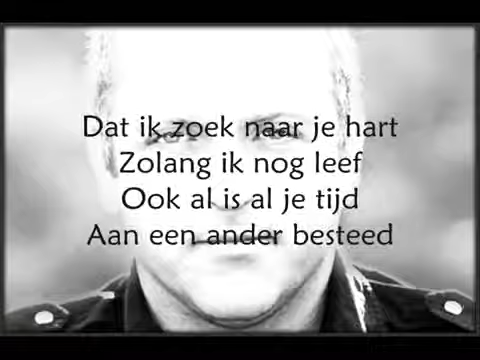 Dat ik zoek naar je hart
Zolang ik nog leef
Ook al is al je tijd
Aan een ander besteed